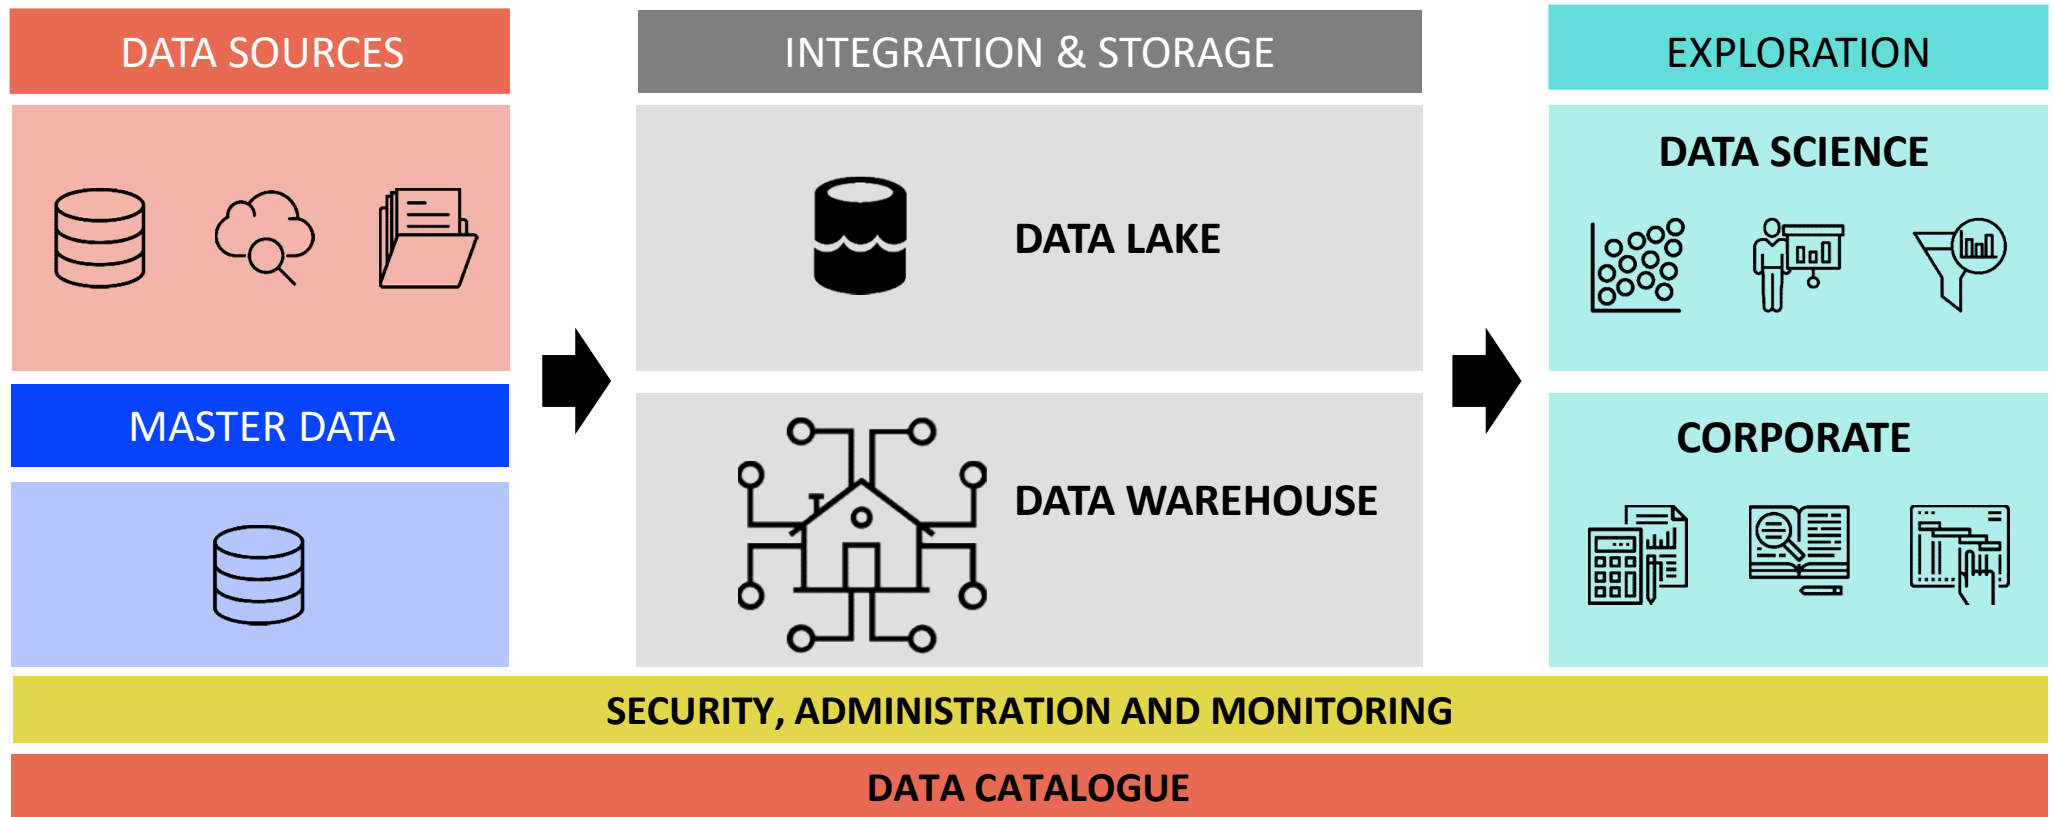 DATA SOURCES
MASTER DATA
INTEGRATION & STORAGE
DATA LAKE
DATA WAREHOUSE
EXPLORATION
DATA SCIENCE
CORPORATE
SECURITY, ADMINISTRATION AND MONITORING
DATA CATALOGUE